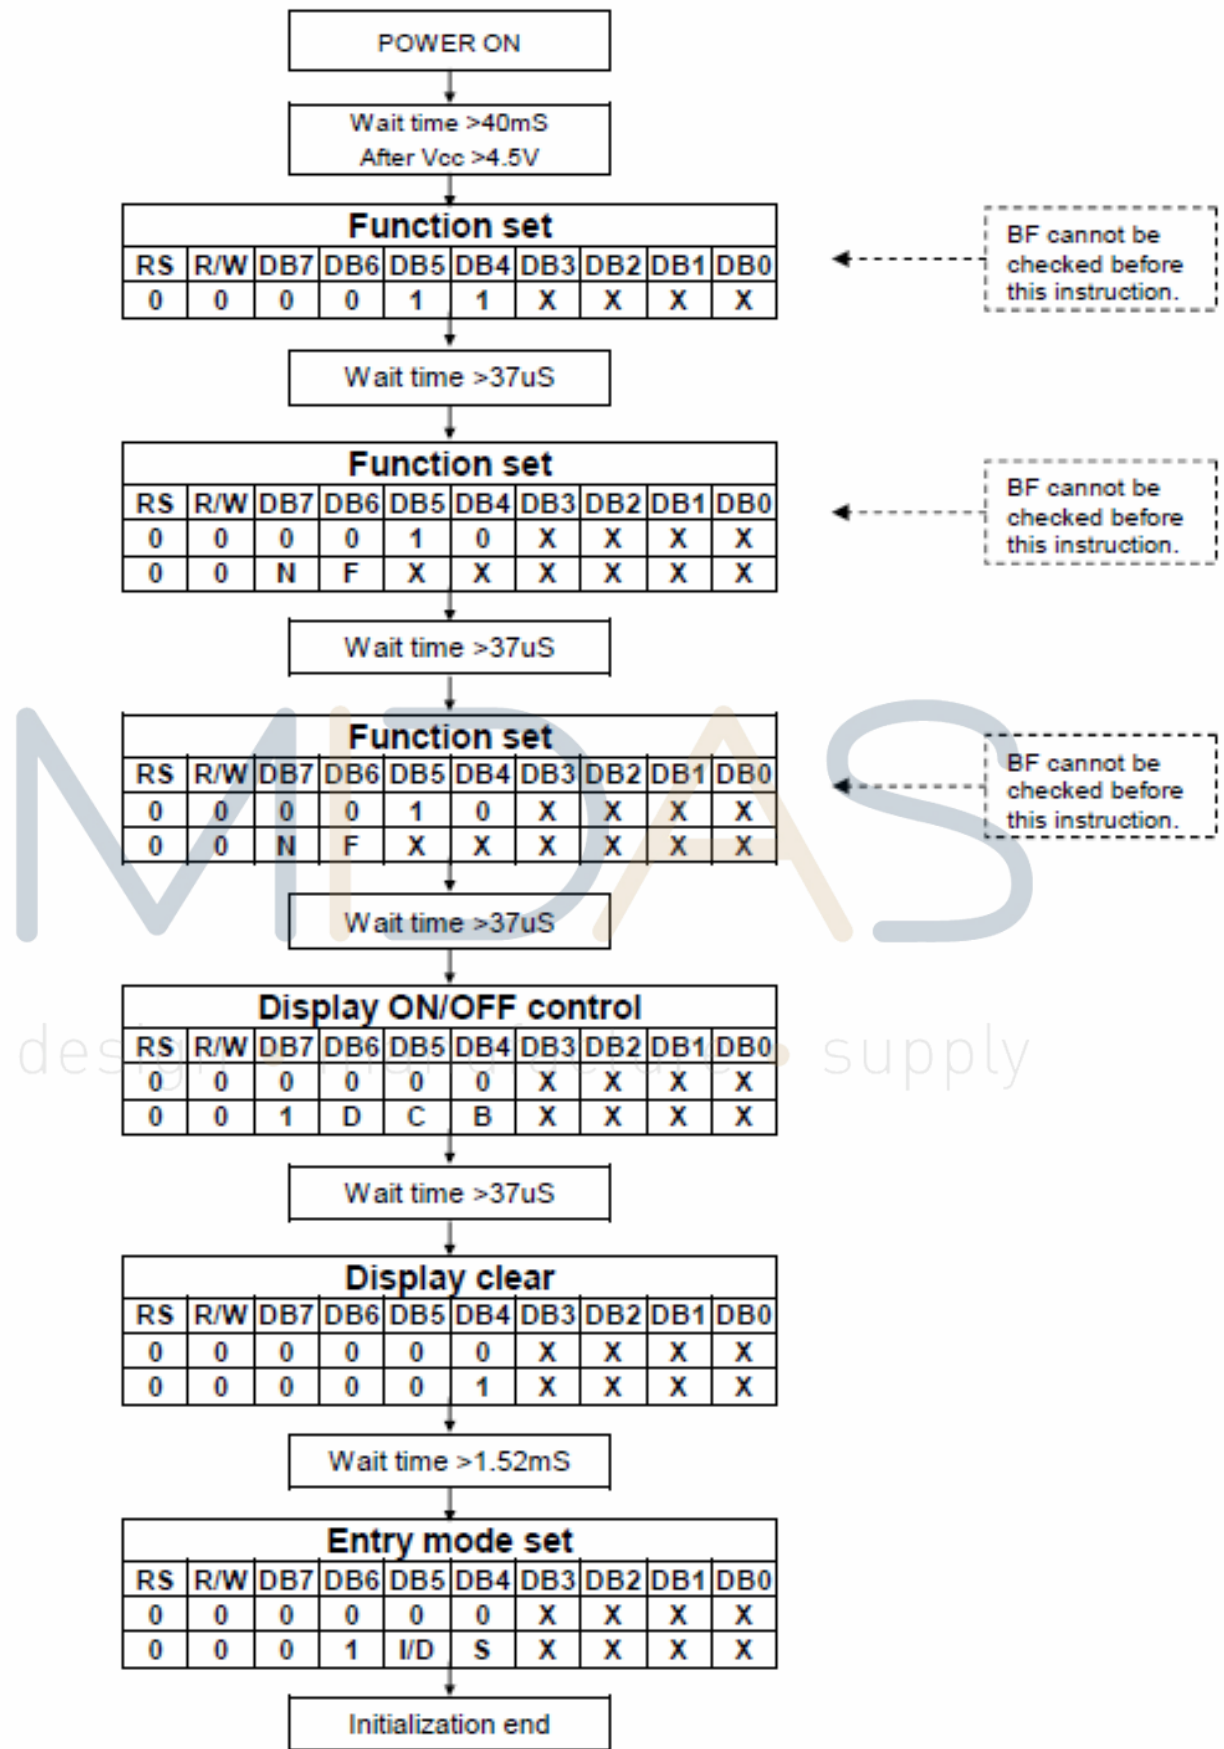 POWER ON
Wait time >40mS
After Vcc >4.5V
Function set
RS R/W DB7 DB6 DB5 DB4 DB3 DB2 DB1 DB0
0 0 0 0 1 1 X X X X
BF cannot be
checked before
this instruction.
Wait time >37uS
Function set
RS R/W DB7 DB6 DB5 DB4 DB3 DB2 DB1 DB0
0 0 0 0 1 0 X X X X
0 0 N F X X X X X X
BF cannot be
checked before
this instruction.
Wait time >37uS
Function set
RS R/W DB7 DB6 DB5 DB4 DB3 DB2 DB1 DB0
0 0 0 0 1 0 X X X X
0 0 N F X X X X X X
BF cannot be
checked before
this instruction.
MIDAS
Wait time >37uS
Display ON/OFF control
RS R/W DB7 DB6 DB5 DB4 DB3 DB2 DB1 DB0
design • manufacture • supply
0 0 0 0 0 0 X X X X
0 0 1 D C B X X X X
Wait time >37uS
Display clear
RS R/W DB7 DB6 DB5 DB4 DB3 DB2 DB1 DB0
0 0 0 0 0 0 X X X X
0 0 0 0 0 1 X X X X
Wait time >1.52mS
Entry mode set
RS R/W DB7 DB6 DB5 DB4 DB3 DB2 DB1 DB0
0 0 0 0 0 0 X X X X
0 0 0 1 I/D S X X X X
Initialization end